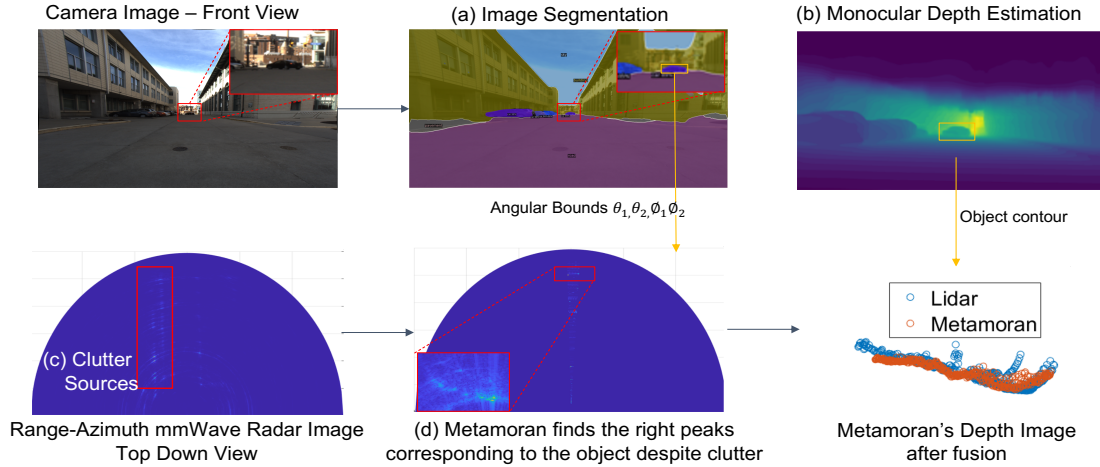 Camera Image – Front View
(a) Image Segmentation
(b) Monocular Depth Estimation
Angular Bounds θ1,θ2,∅1∅2
Object contour
Lidar
Metamoran
(c) Clutter
Sources
Range-Azimuth mmWave Radar Image
Top Down View
(d) Metamoran finds the right peaks
corresponding to the object despite clutter
Metamoran's Depth Image
after fusion